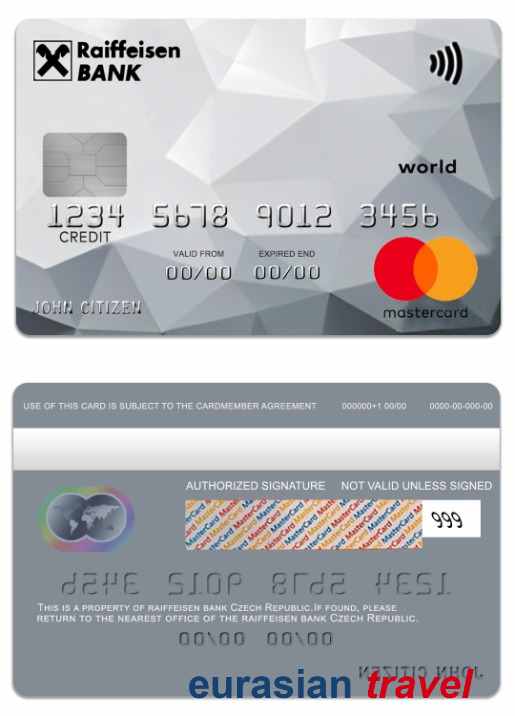 Raiffeisen
BANK
world
1234 5678 9012 3456
CREDIT
VALID FROM EXPIRED END
00/00 00/00
JOHN CITIZEN
mastercard
USE OF THIS CARD IS SUBJECT TO THE CARDMEMBER AGREEMENT 000000+1 00/00 0000-00-000-00
AUTHORIZED SIGNATURE NOT VALID UNLESS SIGNED
MasterCard MasterCard MasterCard
999
THIS IS A PROPERTY OF RAIFFEISEN BANK CZECH REPUBLIC.IF FOUND, PLEASE
RETURN TO THE NEAREST OFFICE OF THE RAIFFEISEN BANK CZECH REPUBLIC.
00/00 00/00
eurasian travel